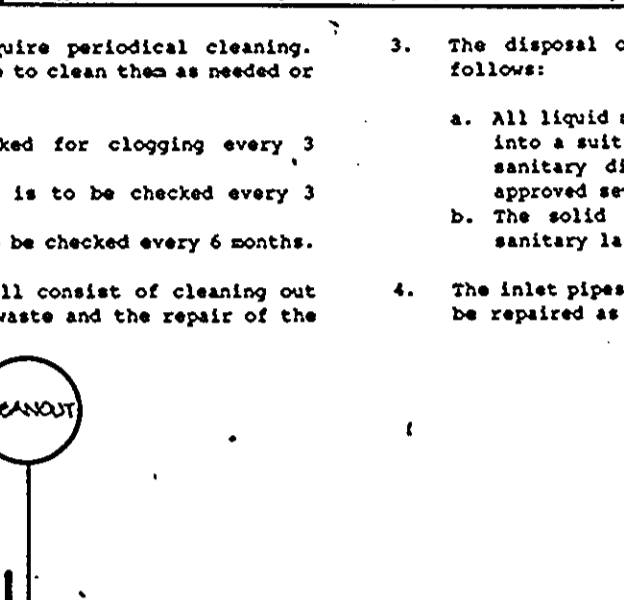 uire periodical cleaning.
to clean them as needed or
ked for clogging every 3
is to be checked every 3
be checked every 6 months.
ll consist of cleaning out
waste and the repair of the
3. The disposal o
follows:
a. All liquid
into a suit
sanitary di
approved se
b. The solid
sanitary la
4. The inlet pipes
be repaired as
EANOUT